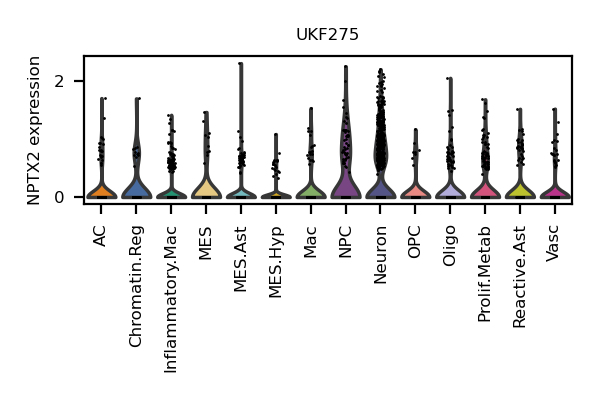 UKF275
NPTX2 expression
2
0
AC
Chromatin.Reg
Inflammatory.Mac
MES
MES.Ast
MES.Hyp
Mac
NPC
Neuron
OPC
Oligo
Prolif.Metab
Reactive.Ast
Vasc